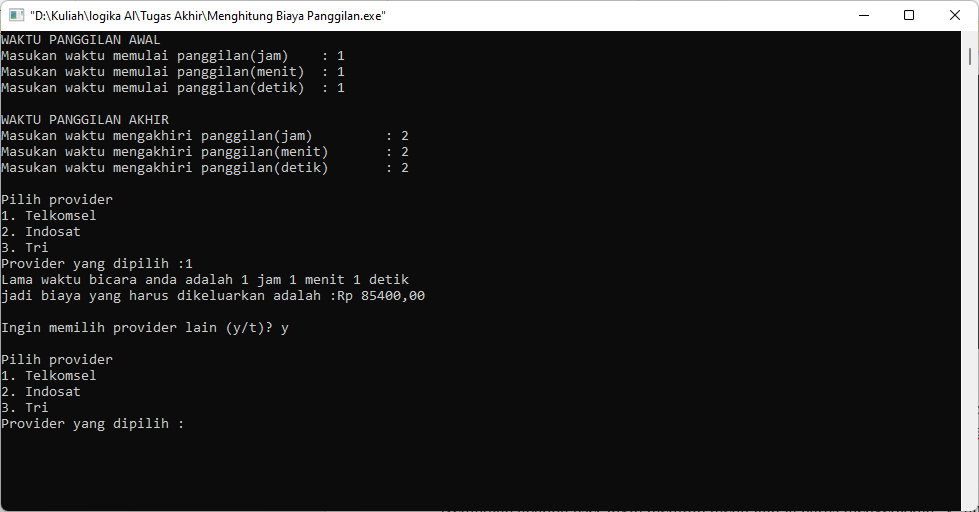 "D:\Kuliah\logika Al\Tugas Akhir\Menghitung Biaya Panggilan.exe"
WAKTU PANGGILAN AWAL
Masukan waktu memulai panggilan(jam)    : 1
Masukan waktu memulai panggilan(menit)  : 1
Masukan waktu memulai panggilan(detik)  : 1
WAKTU PANGGILAN AKHIR
Masukan waktu mengakhiri panggilan(jam)         : 2
Masukan waktu mengakhiri panggilan(menit)       : 2
Masukan waktu mengakhiri panggilan(detik)       : 2
Pilih provider
1. Telkomsel
2. Indosat
3. Tri
Provider yang dipilih :1
Lama waktu bicara anda adalah 1 jam 1 menit 1 detik
jadi biaya yang harus dikeluarkan adalah :Rp 85400,00
Ingin memilih provider lain (y/t)? y
Pilih provider
1. Telkomsel
2. Indosat
3. Tri
Provider yang dipilih :